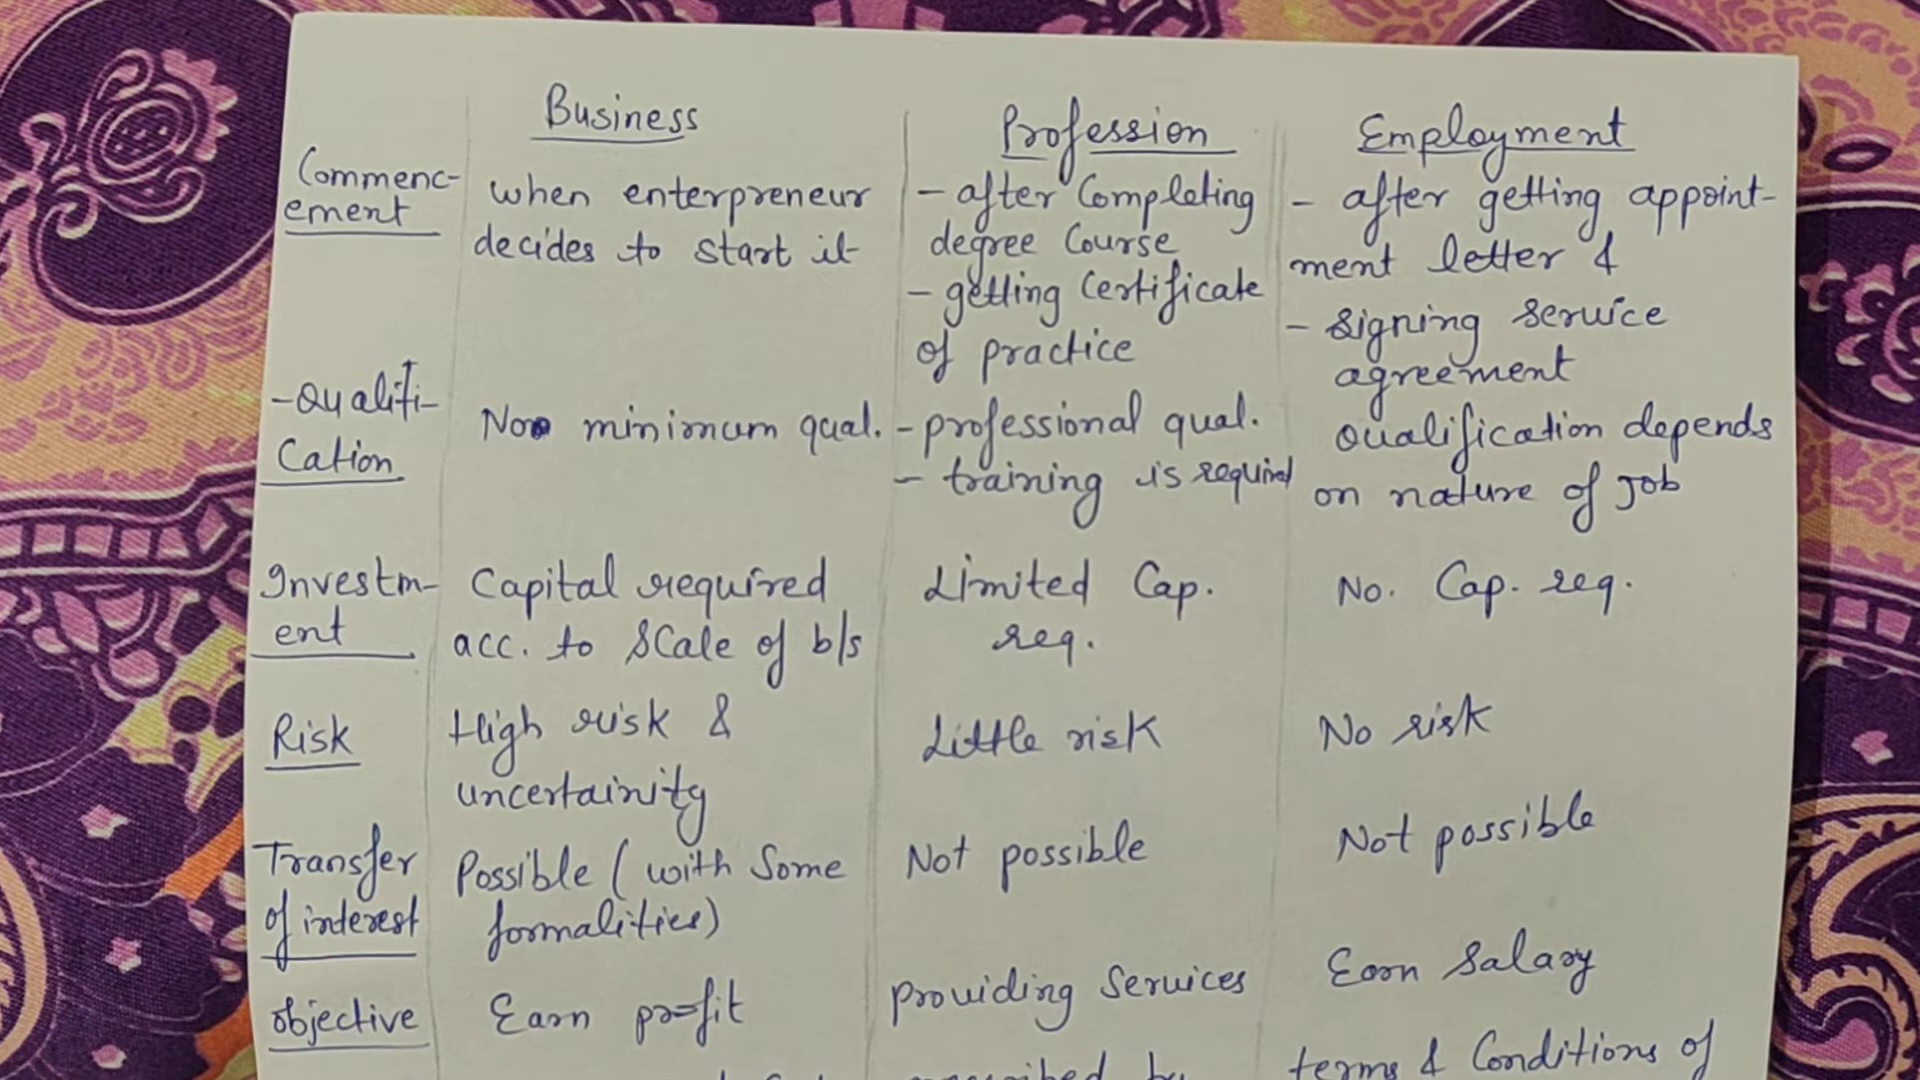 Business
Profession
Employment
Commenc-
ement
when enterpreneur
decides to start it
- after Completing
degree Course
- getting Certificate
of practice
- after getting appoint-
ment letter &
- signing service
agreement
- Qualifi-
Cation
No minimum qual.
- professional qual.
- training is required
Qualification depends
on nature of Job
Investm-
ent
Capital required
acc. to Scale of b/s
Limited Cap.
req.
No. Cap. req.
Risk
High risk &
uncertainity
Little risk
No risk
Transfer
of interest
Possible (with Some
formalities)
Not possible
Not possible
objective
Earn profit
providing Services
Earn Salary
terms & Conditions of